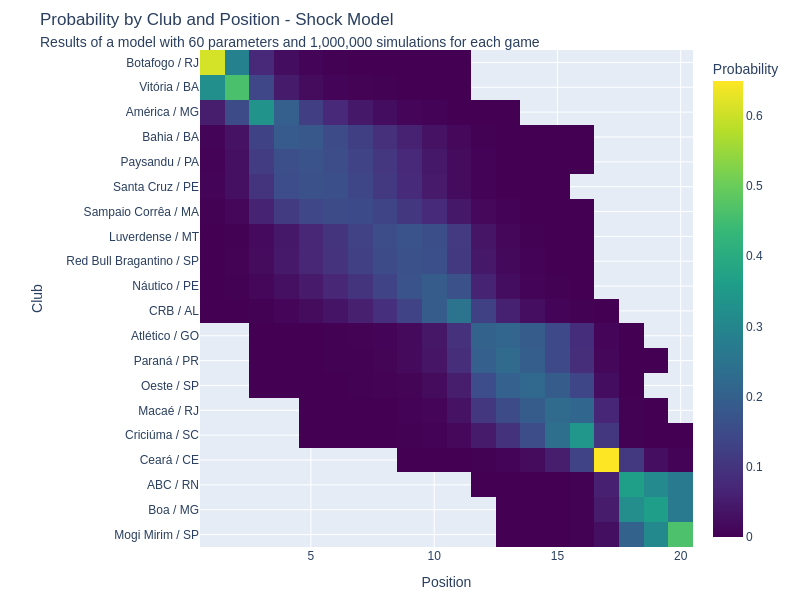 Probability by Club and Position - Shock Model
Results of a model with 60 parameters and 1,000,000 simulations for each game
Probability
Botafogo / RJ
Vitória / BA
América / MG
Bahia / BA
Paysandu / PA
Santa Cruz / PE
Sampaio Corrêa / MA
Luverdense / MT
Red Bull Bragantino / SP
Náutico / PE
CRB / AL
Atlético / GO
Paraná / PR
Oeste / SP
Macaé / RJ
Criciúma / SC
Ceará / CE
ABC / RN
Boa / MG
Mogi Mirim / SP
Club
5
10
15
20
Position
0.6
0.5
0.4
0.3
0.2
0.1
0